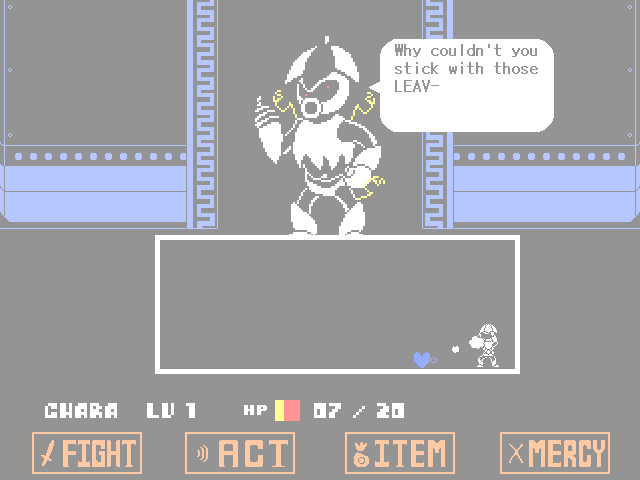 Why couldn't you
stick with those
LEAV-
CHARA LV 1 HP 07 / 20
FIGHT ACT ITEM MERCY